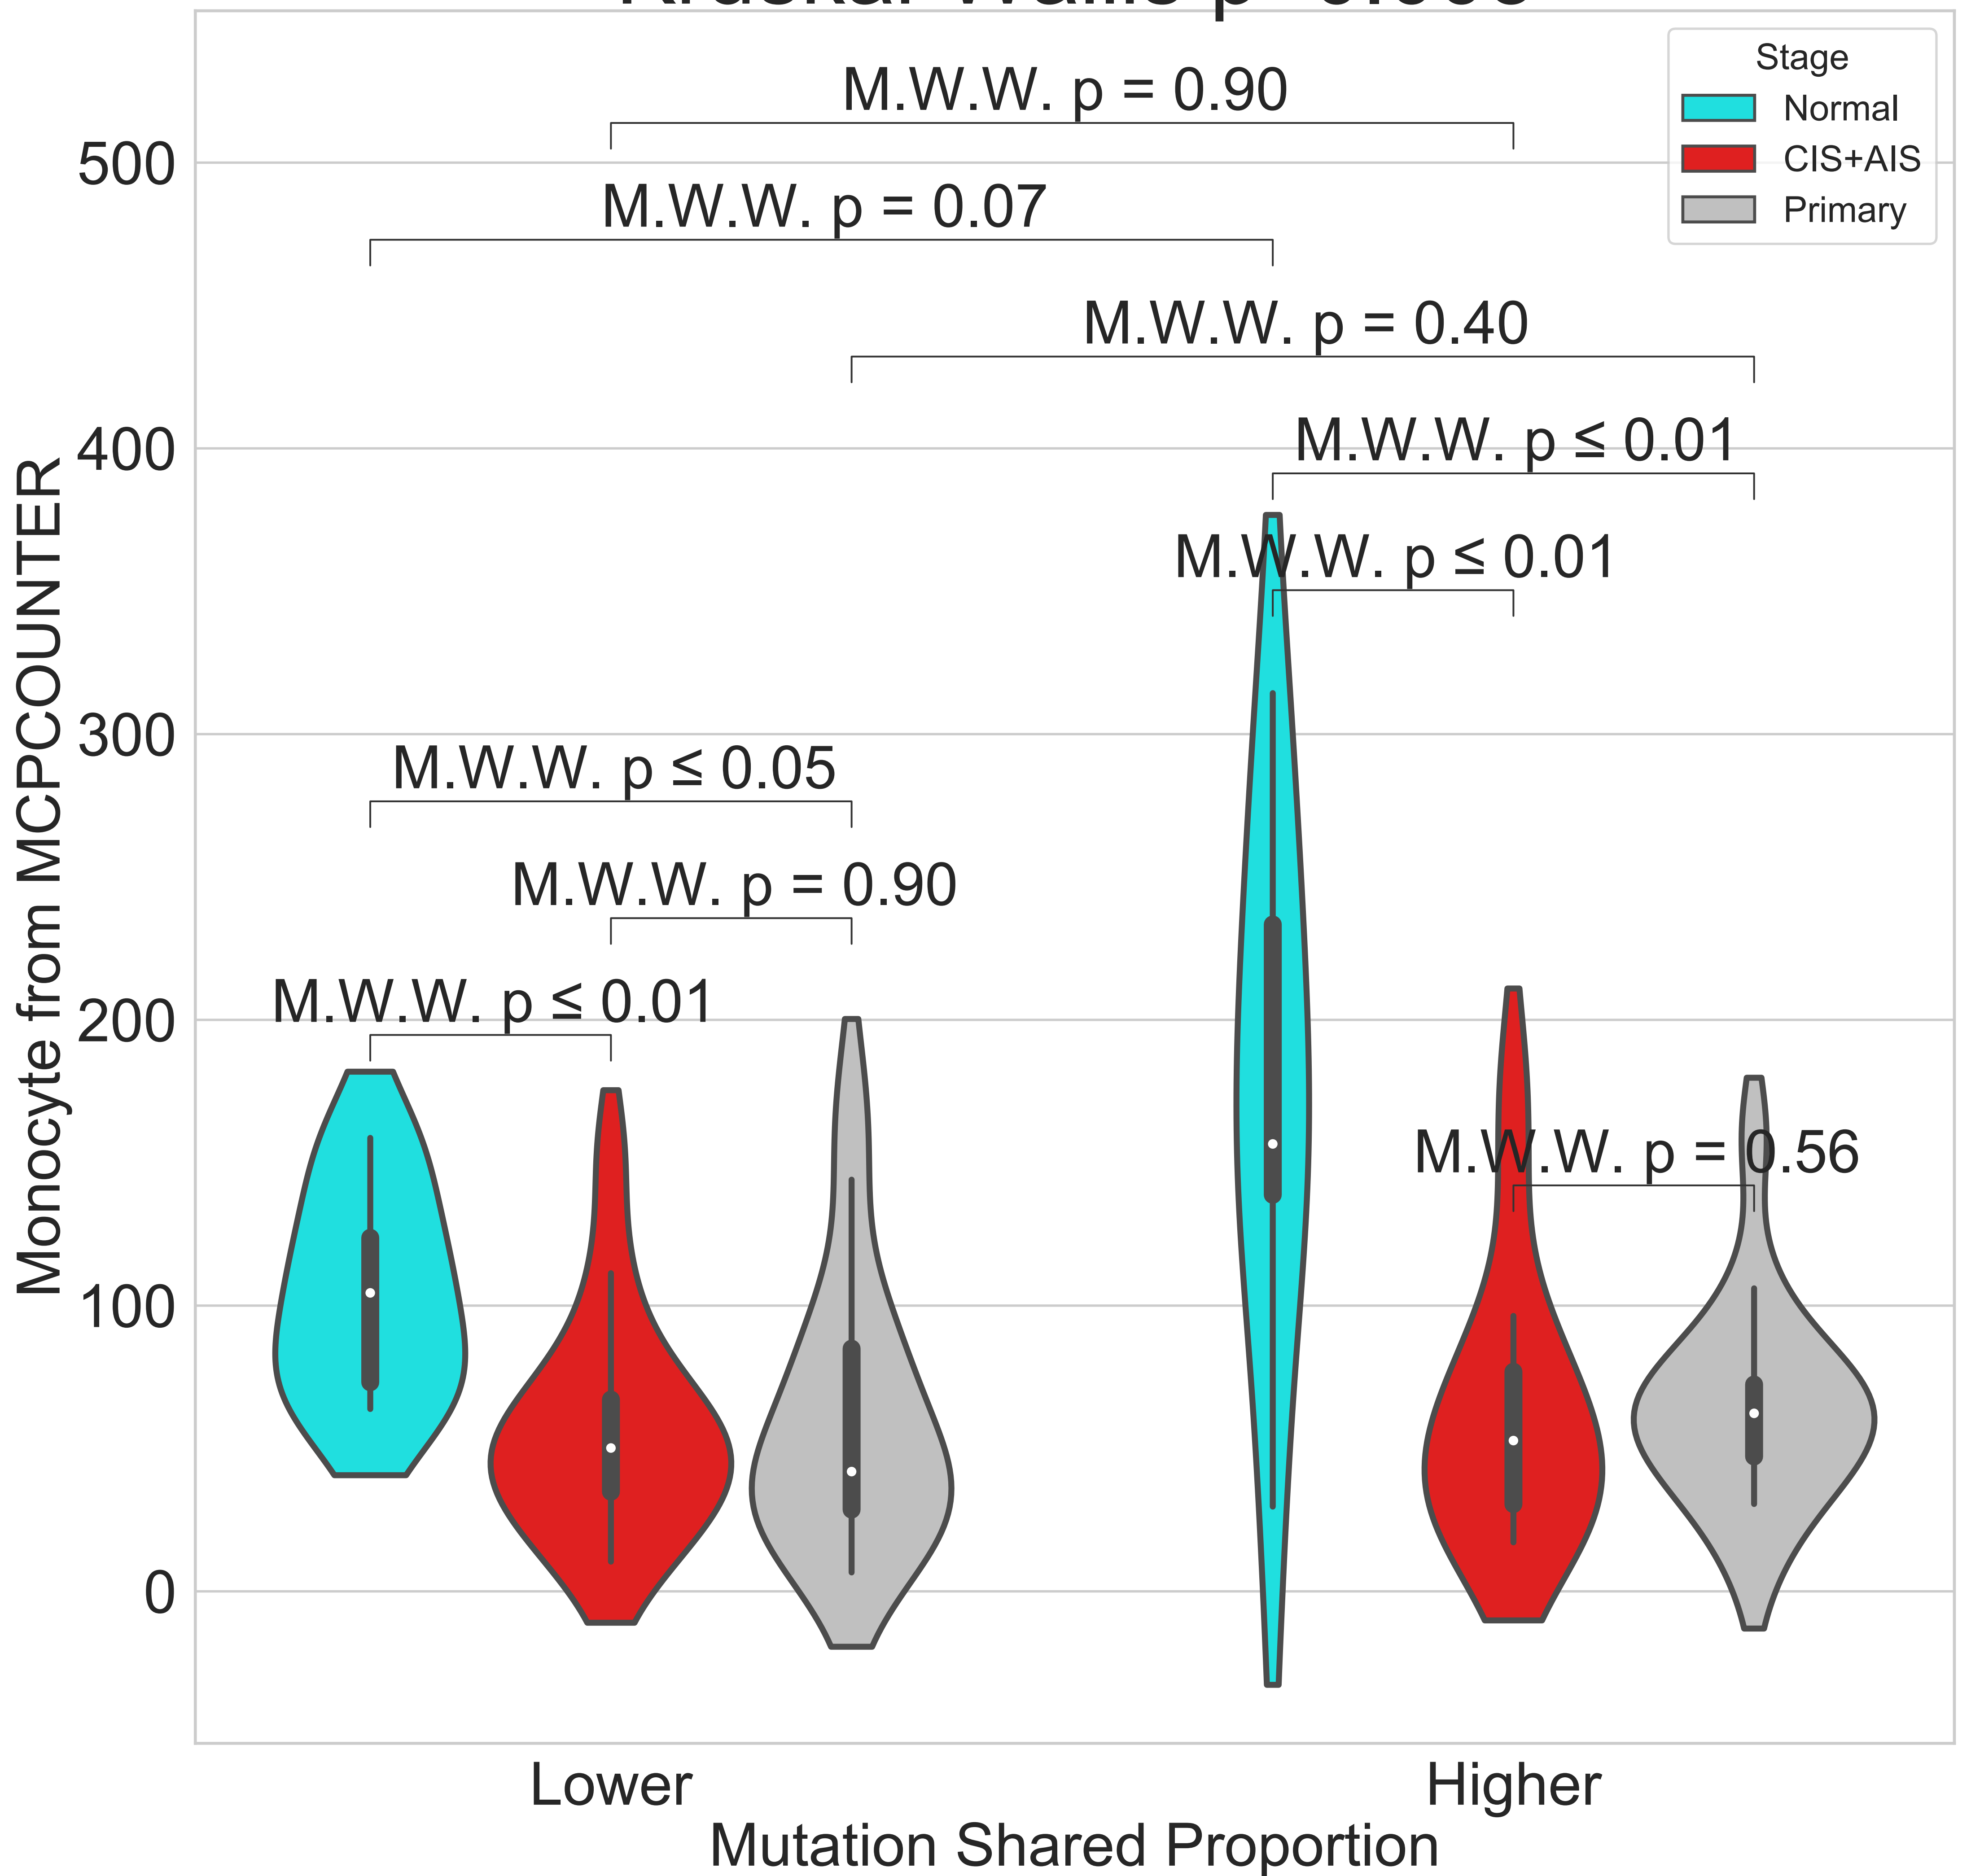 Stage
Normal
CIS+AIS
Primary
M.W.W. p = 0.90
M.W.W. p = 0.07
M.W.W. p = 0.40
M.W.W. p ≤ 0.01
M.W.W. p ≤ 0.01
M.W.W. p ≤ 0.05
M.W.W. p = 0.90
M.W.W. p ≤ 0.01
M.W.W. p = 0.56
500
400
300
200
100
0
Monocyte from MCPCOUNTER
Lower
Higher
Mutation Shared Proportion